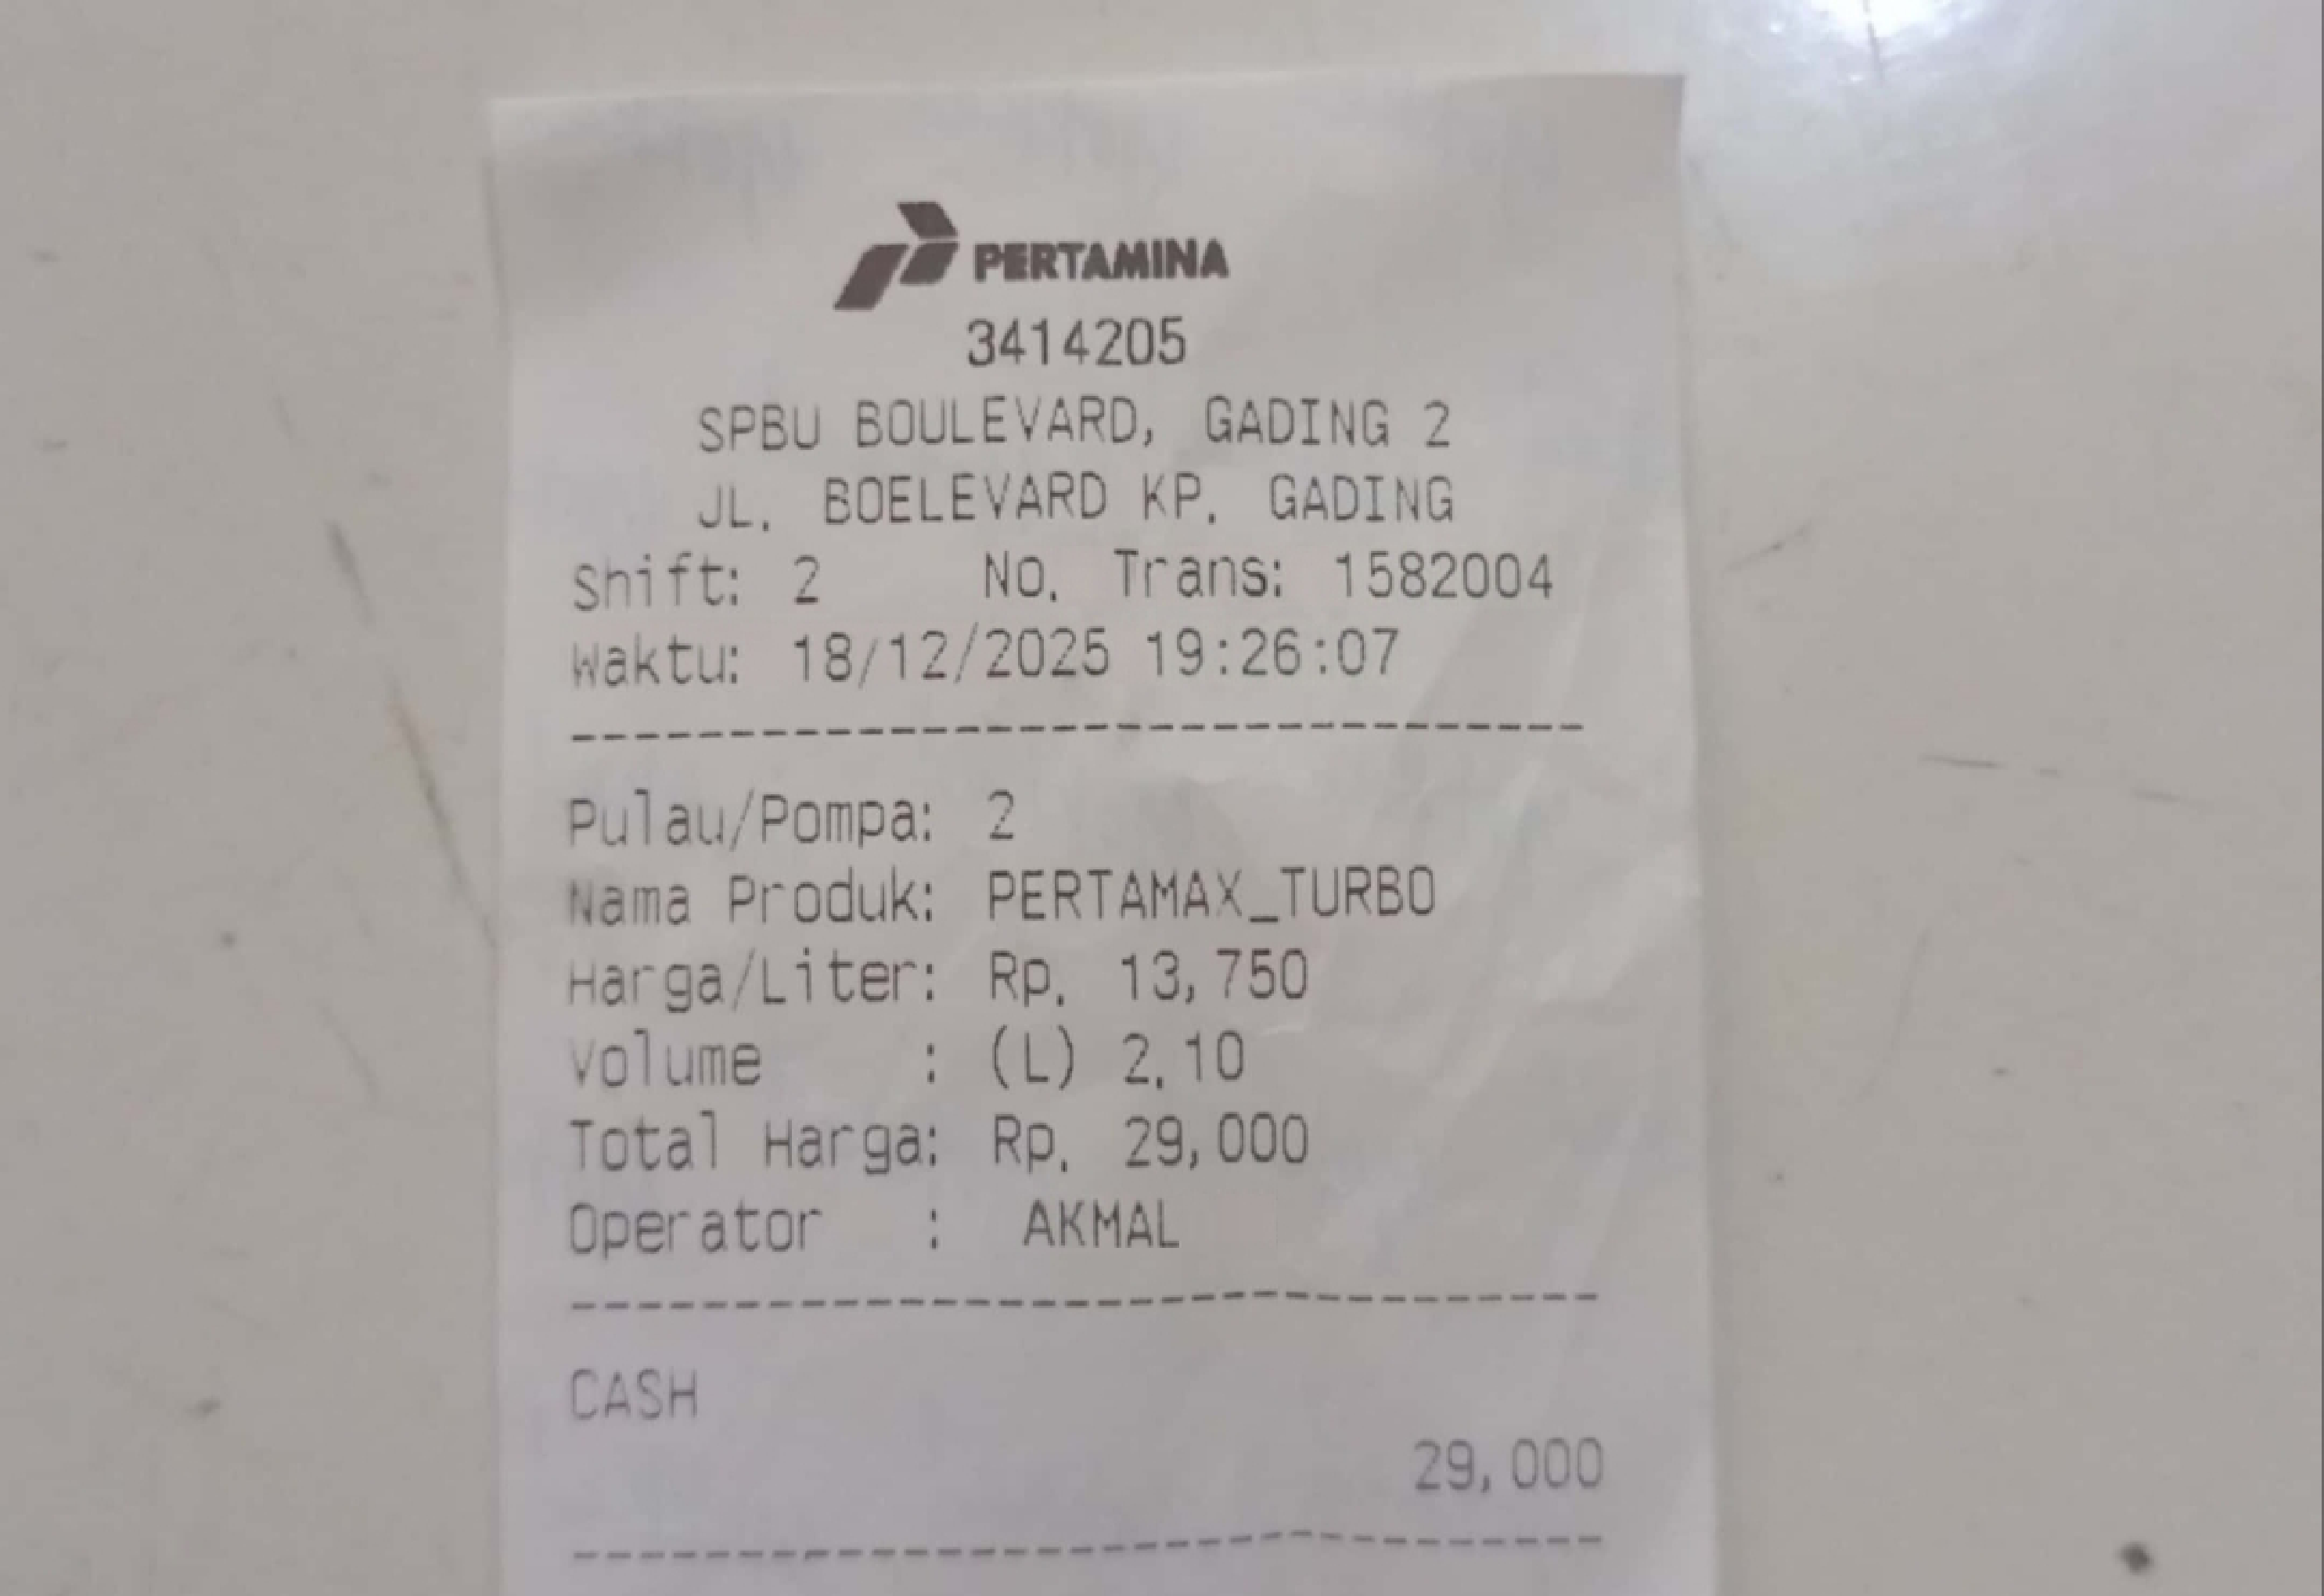 PERTAMINA
3414205
SPBU BOULEVARD, GADING 2
JL. BOELEVARD KP. GADING
Shift: 2 No. Trans: 1582004
Waktu: 18/12/2025 19:26:07
--------------------------------
Pulau/Pompa: 2
Nama Produk: PERTAMAX_TURBO
Harga/Liter: Rp. 13,750
Volume : (L) 2.10
Total Harga: Rp. 29,000
Operator : AKMAL
--------------------------------
CASH
29,000
--------------------------------